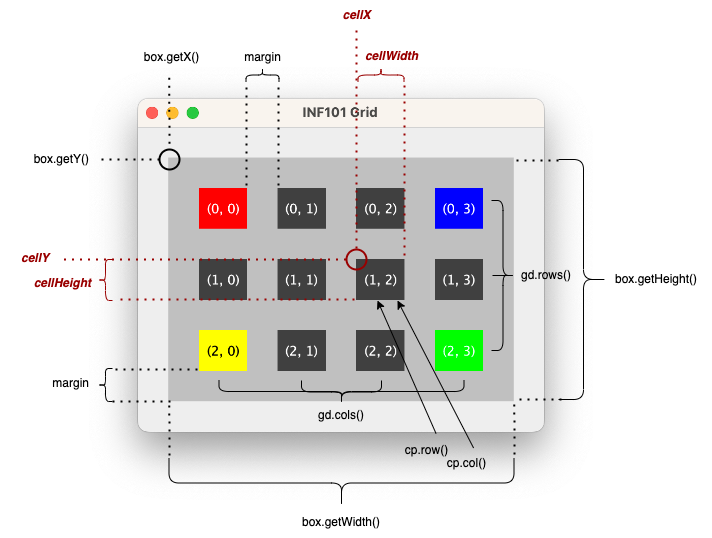 cellX
box.getX()
margin
cellWidth
INF101 Grid
box.getY()
(0, 0)
(0, 1)
(0, 2)
(0, 3)
cellY
cellHeight
(1, 0)
(1, 1)
(1, 2)
(1, 3)
gd.rows()
box.getHeight()
(2, 0)
(2, 1)
(2, 2)
(2, 3)
margin
gd.cols()
cp.row()
cp.col()
box.getWidth()